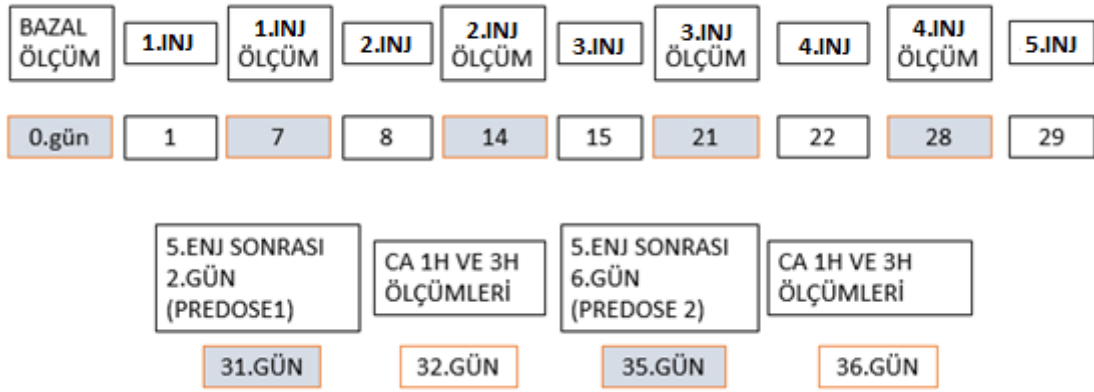 BAZAL
ÖLÇÜM
1.INJ
1.INJ
ÖLÇÜM
2.INJ
2.INJ
ÖLÇÜM
3.INJ
3.INJ
ÖLÇÜM
4.INJ
4.INJ
ÖLÇÜM
5.INJ
0.gün
1
7
8
14
15
21
22
28
29
5.ENJ SONRASI
2.GÜN
(PREDOSE1)
CA 1H VE 3H
ÖLÇÜMLERİ
5.ENJ SONRASI
6.GÜN
(PREDOSE 2)
CA 1H VE 3H
ÖLÇÜMLERİ
31.GÜN
32.GÜN
35.GÜN
36.GÜN